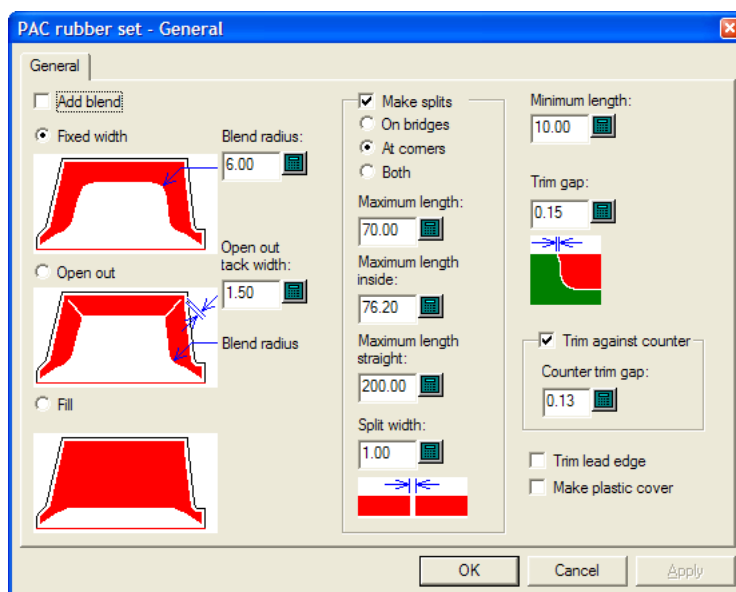 PAC rubber set - General
General
Add blend
Fixed width
Blend radius:
6.00
Open out
Open out
tack width:
1.50
Blend radius
Fill
Make splits
On bridges
At corners
Both
Maximum length:
70.00
Maximum length
inside:
76.20
Maximum length
straight:
200.00
Split width:
1.00
Minimum length:
10.00
Trim gap:
0.15
Trim against counter
Counter trim gap:
0.13
Trim lead edge
Make plastic cover
OK
Cancel
Apply